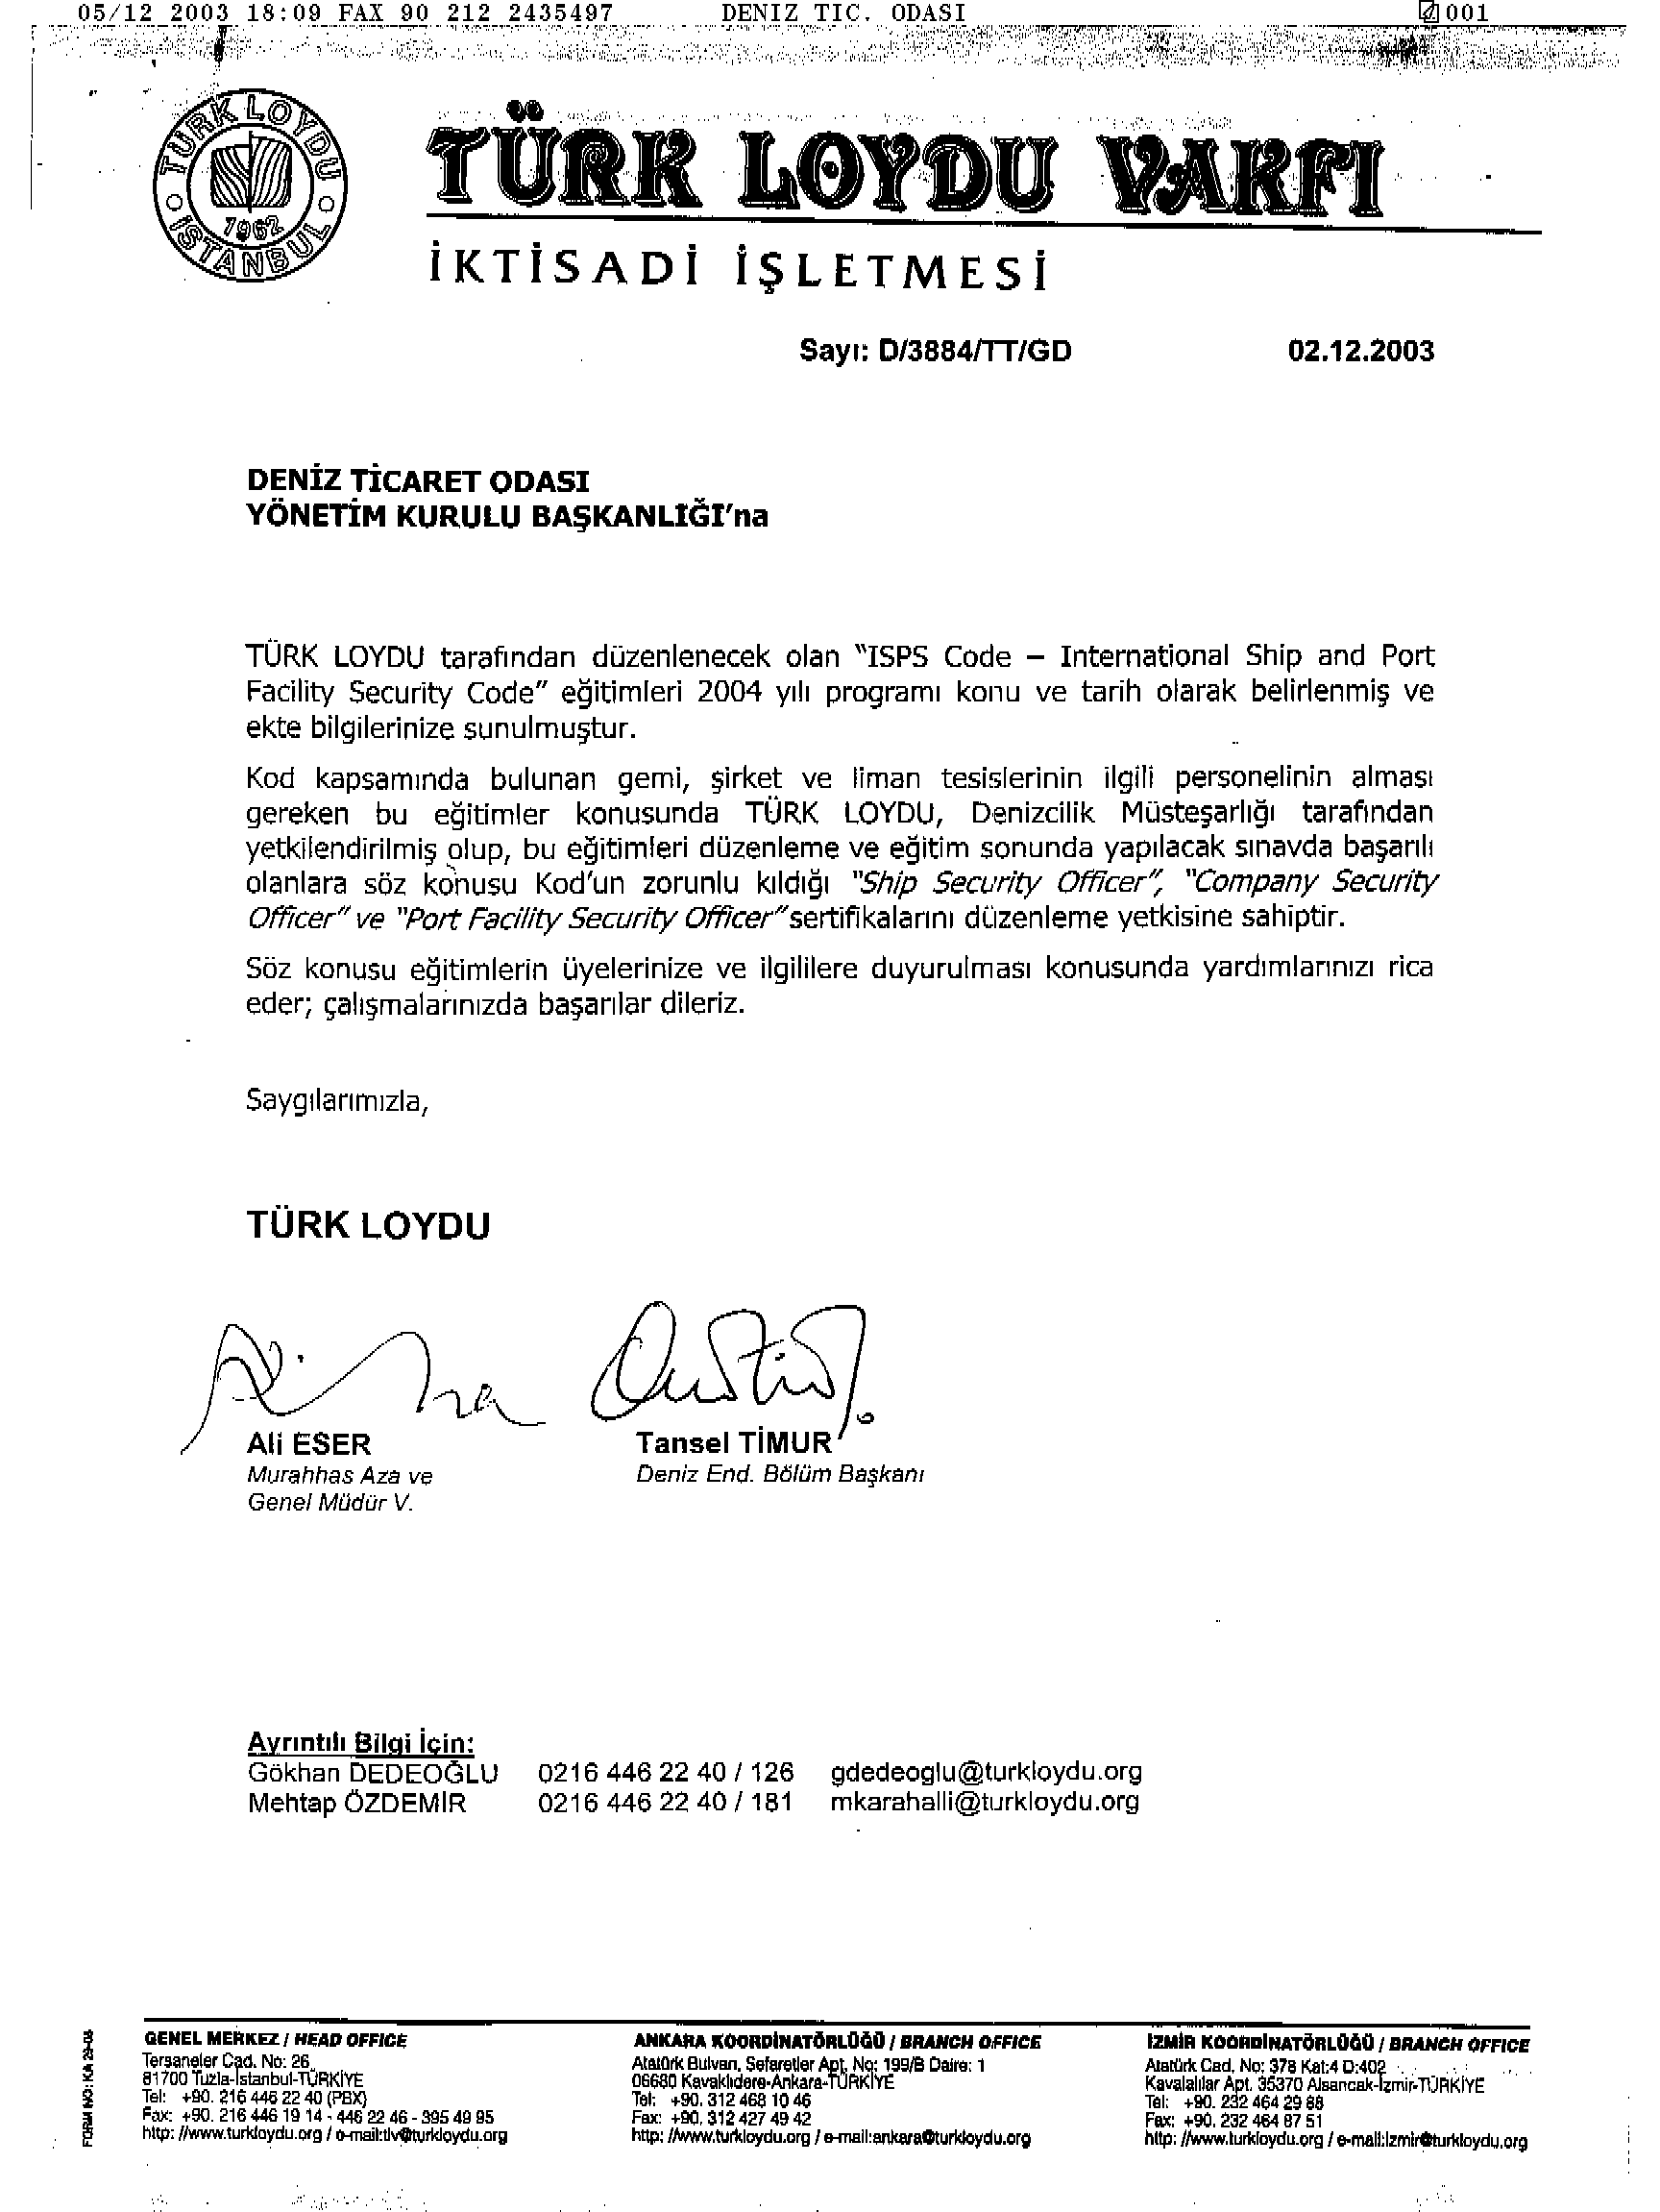 05/12 2003 18:09 FAX 90 212 2435497 DENIZ TIC. ODASI 001
TÜRK LOYDU
1962
İSTANBUL
TÜRK LOYDU VAKFI
İKTİSADİ İŞLETMESİ
Sayı: D/3884/TT/GD 02.12.2003
DENİZ TİCARET ODASI
YÖNETİM KURULU BAŞKANLIĞI'na
TÜRK LOYDU tarafından düzenlenecek olan "ISPS Code – International Ship and Port
Facility Security Code" eğitimleri 2004 yılı programı konu ve tarih olarak belirlenmiş ve
ekte bilgilerinize sunulmuştur.
Kod kapsamında bulunan gemi, şirket ve liman tesislerinin ilgili personelinin alması
gereken bu eğitimler konusunda TÜRK LOYDU, Denizcilik Müsteşarlığı tarafından
yetkilendirilmiş olup, bu eğitimleri düzenleme ve eğitim sonunda yapılacak sınavda başarılı
olanlara söz konusu Kod'un zorunlu kıldığı "Ship Security Officer", "Company Security
Officer" ve "Port Facility Security Officer" sertifikalarını düzenleme yetkisine sahiptir.
Söz konusu eğitimlerin üyelerinize ve ilgililere duyurulması konusunda yardımlarınızı rica
eder; çalışmalarınızda başarılar dileriz.
Saygılarımızla,
TÜRK LOYDU
Ali ESER Tansel TİMUR
Murahhas Aza ve Deniz End. Bölüm Başkanı
Genel Müdür V.
Ayrıntılı Bilgi İçin:
Gökhan DEDEOĞLU 0216 446 22 40 / 126 gdedeoglu@turkloydu.org
Mehtap ÖZDEMİR 0216 446 22 40 / 181 mkarahalli@turkloydu.org
FORM NO: KIA 29-04
GENEL MERKEZ / HEAD OFFICE
Tersaneler Cad. No: 26
81700 Tuzla-İstanbul-TÜRKİYE
Tel: +90. 216 446 22 40 (PBX)
Fax: +90. 216 446 19 14 - 446 22 46 - 395 49 95
http: //www.turkloydu.org / e-mail:tlv@turkloydu.org
ANKARA KOORDİNATÖRLÜĞÜ / BRANCH OFFICE
Atatürk Bulvarı, Sefaretler Apt. No: 199/B Daire: 1
06680 Kavaklıdere-Ankara-TÜRKİYE
Tel: +90. 312 468 10 46
Fax: +90. 312 427 49 42
http: //www.turkloydu.org / e-mail:ankara@turkloydu.org
İZMİR KOORDİNATÖRLÜĞÜ / BRANCH OFFICE
Atatürk Cad. No: 378 Kat:4 D:402
Kavalalılar Apt. 35370 Alsancak-İzmir-TÜRKİYE
Tel: +90. 232 464 29 88
Fax: +90. 232 464 87 51
http: //www.turkloydu.org / e-mail:izmir@turkloydu.org